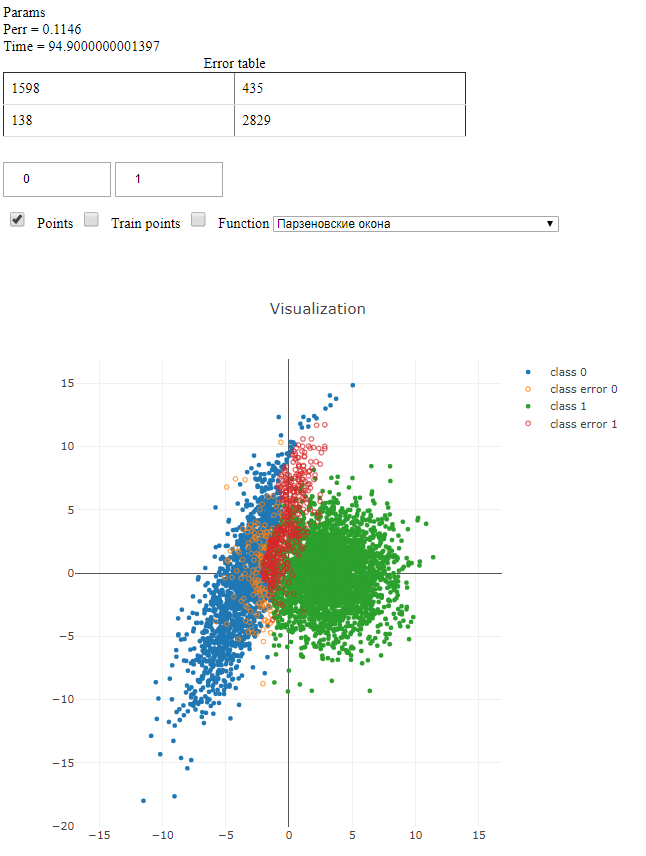 Params
Perr = 0.1146
Time = 94.9000000001397
Error table
1598 435
138 2829
0 1
Points Train points Function Парзеновские окона
Visualization
class 0
class error 0
class 1
class error 1
15
10
5
0
−5
−10
−15
−20
−15 −10 −5 0 5 10 15